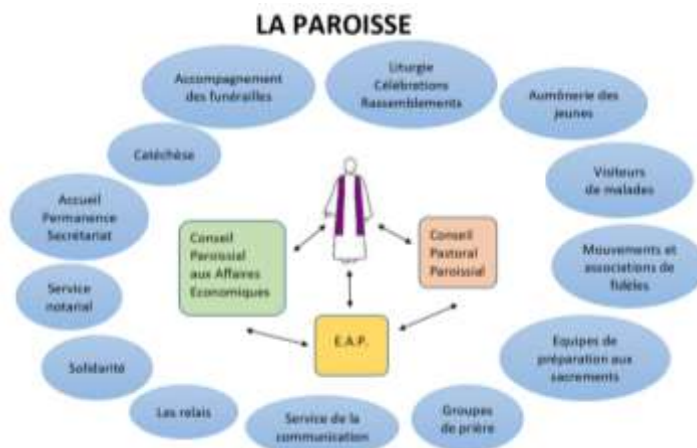 LA PAROISSE
Accompagnement
des funérailles
Liturgie
Célébrations
Rassemblements
Aumônerie des
jeunes
Catéchèse
Visiteurs
de malades
Accueil
Permanence
Secrétariat
Conseil
Paroissial
aux Affaires
Economiques
Conseil
Pastoral
Paroissial
Mouvements et
associations de
fidèles
Service
notarial
E.A.P.
Equipes de
préparation aux
sacrements
Solidarité
Les relais
Service de la
communication
Groupes
de prière